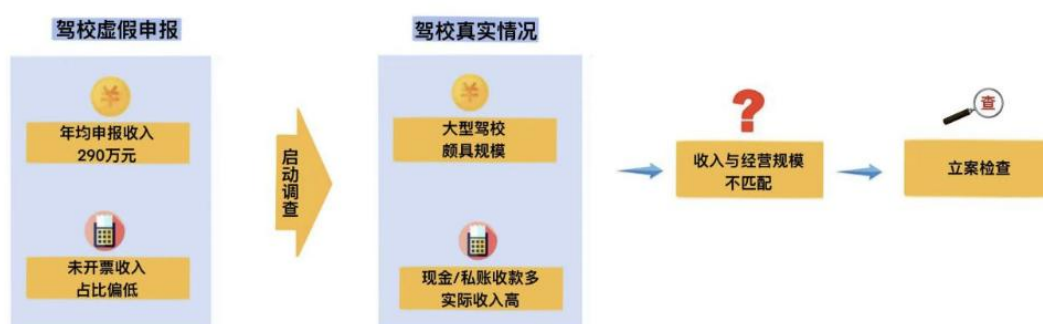 驾校虚假申报
年均申报收入
290万元
未开票收入
占比偏低
启动调查
驾校真实情况
大型驾校
颇具规模
现金/私账收款多
实际收入高
?
收入与经营规模
不匹配
查
立案检查